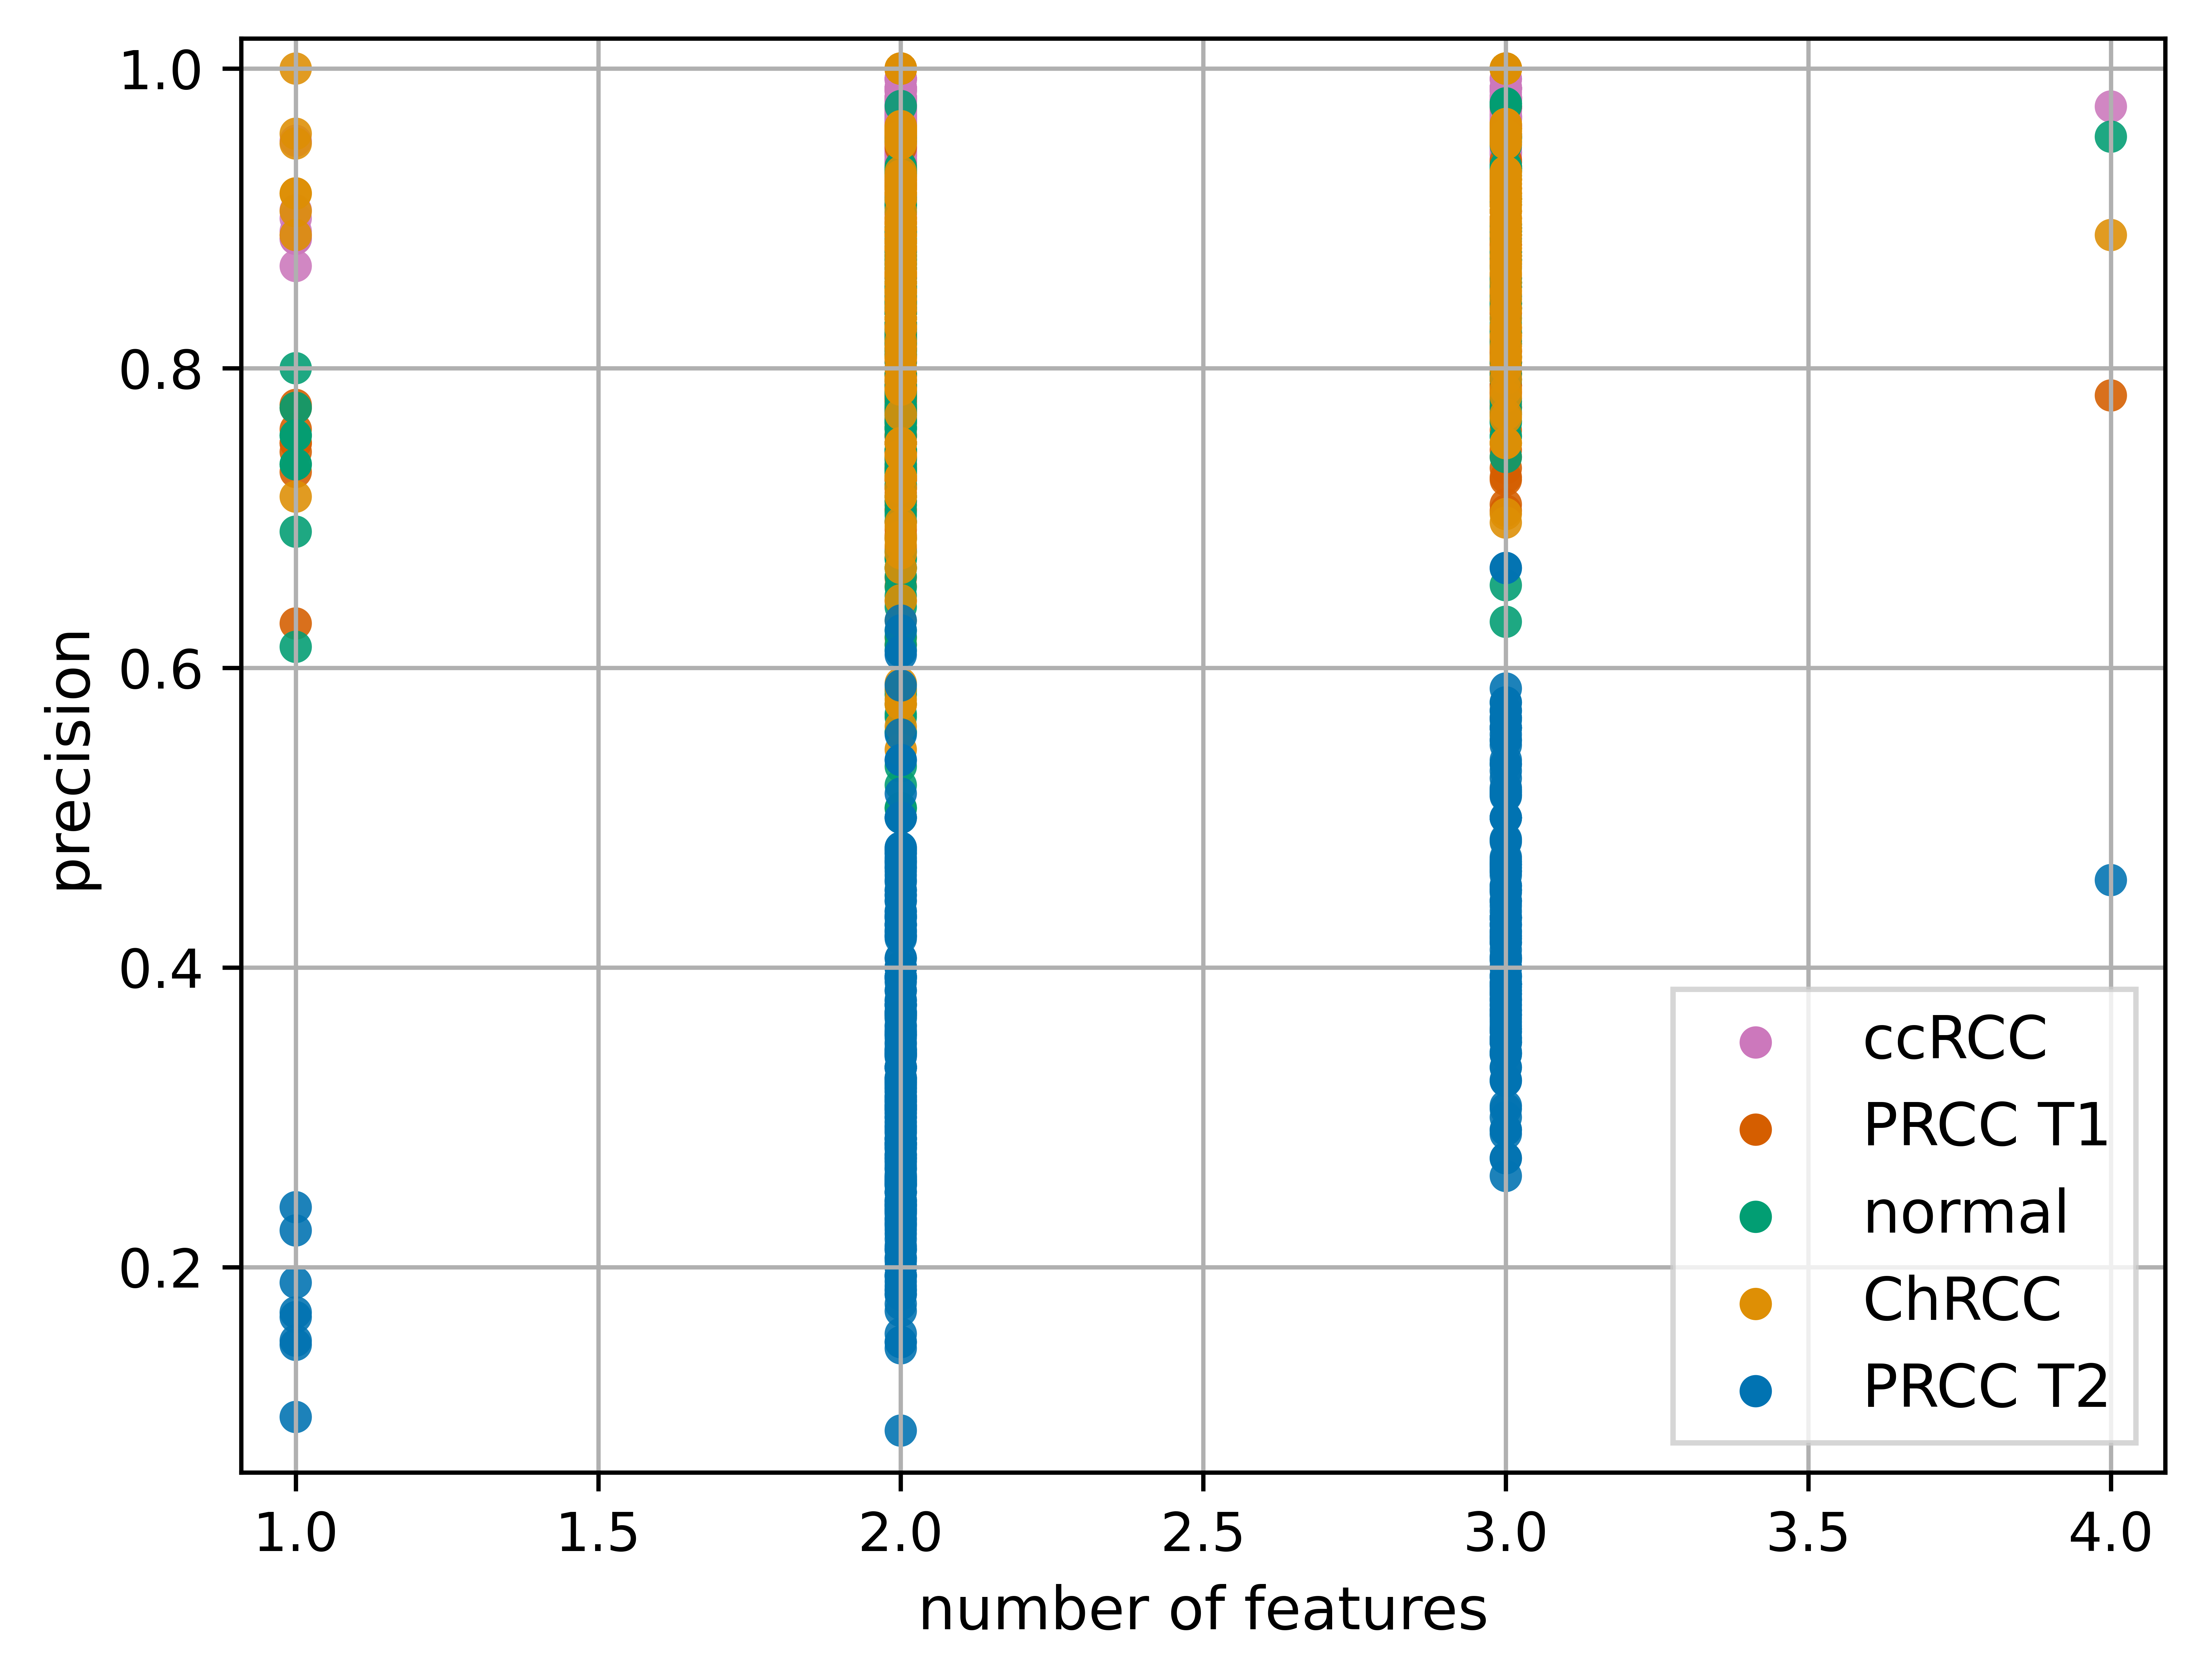 1.0
0.8
0.6
0.4
0.2
precision
ccRCC
PRCC T1
normal
ChRCC
PRCC T2
1.0 1.5 2.0 2.5 3.0 3.5 4.0
number of features